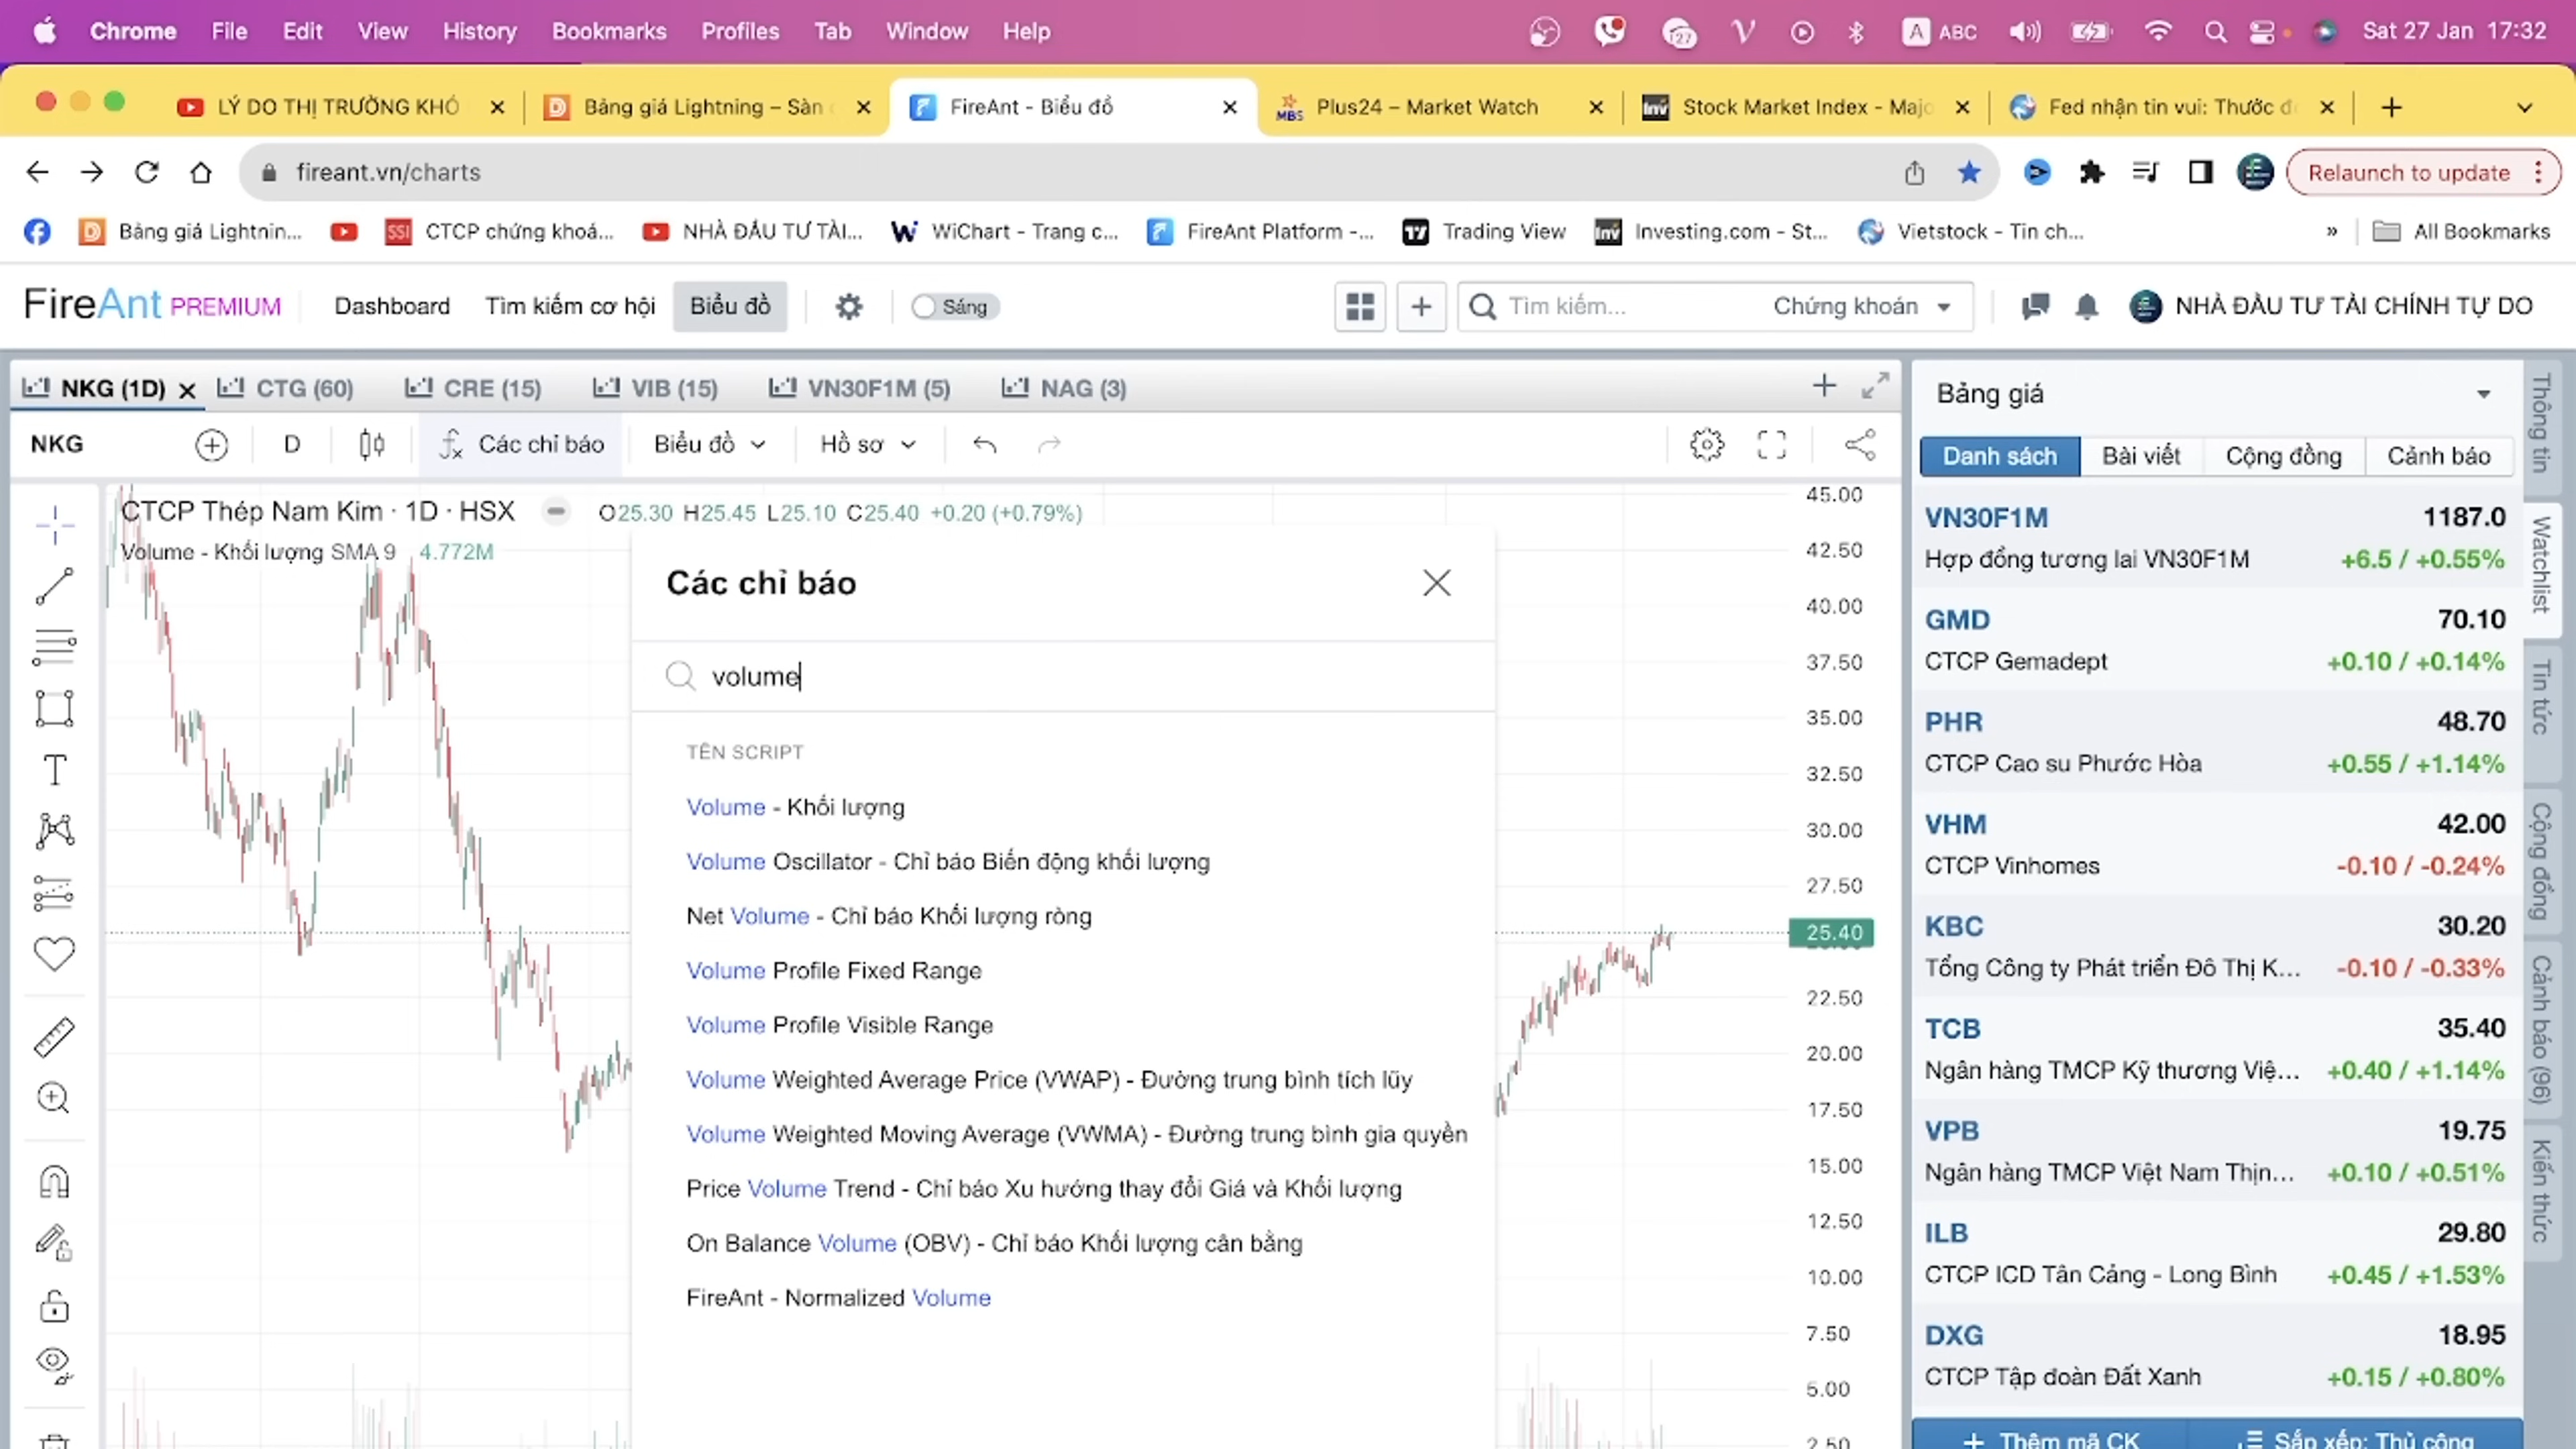 Chrome File Edit View History Bookmarks Profiles Tab Window Help 127 A ABC Sat 27 Jan 17:32
LÝ DO THỊ TRƯỜNG KHÓ Bảng giá Lightning – Sàn FireAnt - Biểu đồ MBS Plus24 – Market Watch Inv Stock Market Index - Majo Fed nhận tin vui: Thước đ
fireant.vn/charts Relaunch to update
Bảng giá Lightnin... SSI CTCP chứng khoá... NHÀ ĐẦU TƯ TÀI... WiChart - Trang c... FireAnt Platform -... Trading View Inv Investing.com - St... Vietstock - Tin ch... » All Bookmarks
FireAnt PREMIUM Dashboard Tìm kiếm cơ hội Biểu đồ Sáng Tìm kiếm... Chứng khoán NHÀ ĐẦU TƯ TÀI CHÍNH TỰ DO
NKG (1D) CTG (60) CRE (15) VIB (15) VN30F1M (5) NAG (3)
NKG D Các chỉ báo Biểu đồ Hồ sơ
CTCP Thép Nam Kim · 1D · HSX O25.30 H25.45 L25.10 C25.40 +0.20 (+0.79%)
Volume - Khối lượng SMA 9 4.772M
Các chỉ báo
volume
TÊN SCRIPT
Volume - Khối lượng
Volume Oscillator - Chỉ báo Biến động khối lượng
Net Volume - Chỉ báo Khối lượng ròng
Volume Profile Fixed Range
Volume Profile Visible Range
Volume Weighted Average Price (VWAP) - Đường trung bình tích lũy
Volume Weighted Moving Average (VWMA) - Đường trung bình gia quyền
Price Volume Trend - Chỉ báo Xu hướng thay đổi Giá và Khối lượng
On Balance Volume (OBV) - Chỉ báo Khối lượng cân bằng
FireAnt - Normalized Volume
45.00
42.50
40.00
37.50
35.00
32.50
30.00
27.50
25.40
22.50
20.00
17.50
15.00
12.50
10.00
7.50
5.00
2.50
Bảng giá
Danh sách Bài viết Cộng đồng Cảnh báo
VN30F1M 1187.0
Hợp đồng tương lai VN30F1M +6.5 / +0.55%
GMD 70.10
CTCP Gemadept +0.10 / +0.14%
PHR 48.70
CTCP Cao su Phước Hòa +0.55 / +1.14%
VHM 42.00
CTCP Vinhomes -0.10 / -0.24%
KBC 30.20
Tổng Công ty Phát triển Đô Thị K... -0.10 / -0.33%
TCB 35.40
Ngân hàng TMCP Kỹ thương Việ... +0.40 / +1.14%
VPB 19.75
Ngân hàng TMCP Việt Nam Thịn... +0.10 / +0.51%
ILB 29.80
CTCP ICD Tân Cảng - Long Bình +0.45 / +1.53%
DXG 18.95
CTCP Tập đoàn Đất Xanh +0.15 / +0.80%
Thêm mã CK Sắp xếp: Thủ công
Thông tin
Watchlist
Tin tức
Cộng đồng
Cảnh báo (96)
Kiến thức